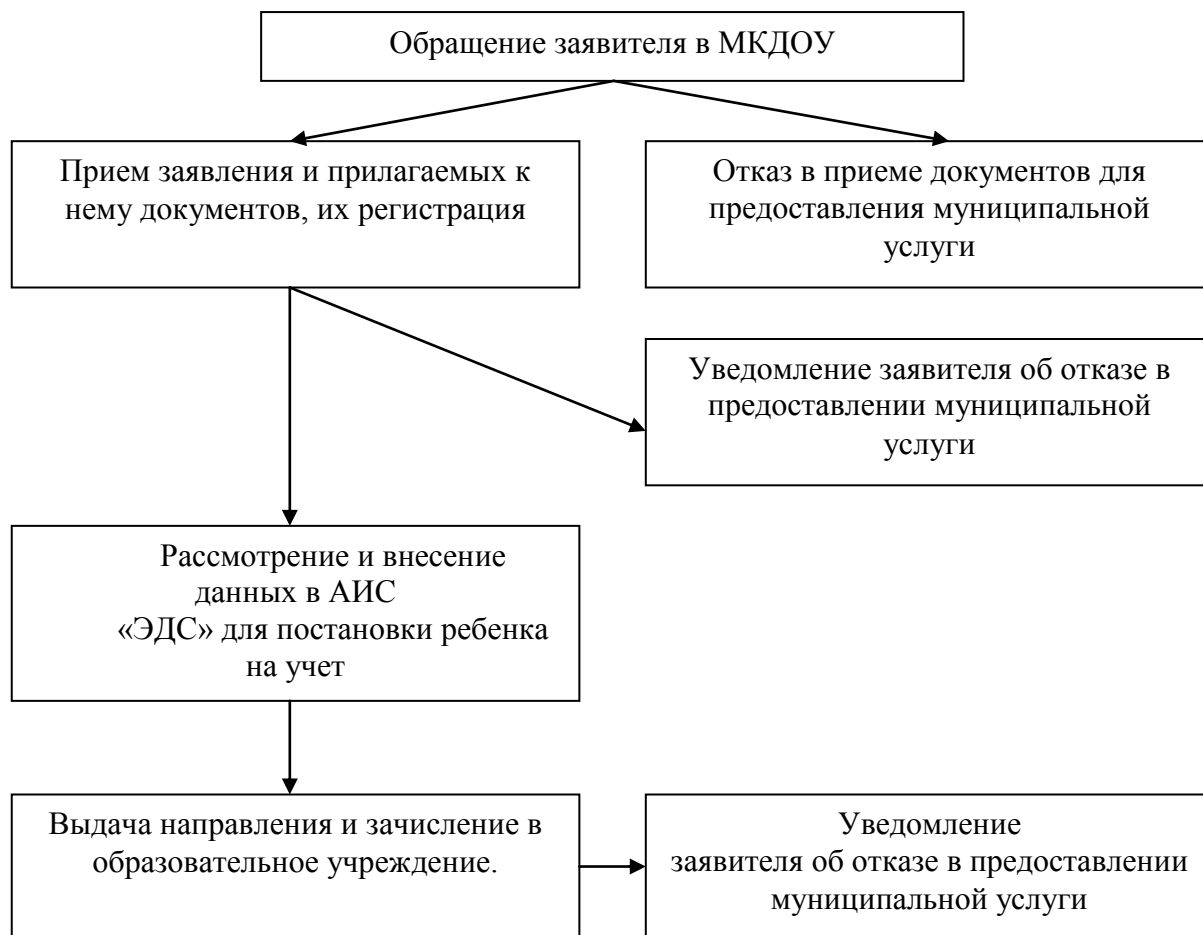 Обращение заявителя в МКДОУ
Прием заявления и прилагаемых к
нему документов, их регистрация
Отказ в приеме документов для
предоставления муниципальной
услуги
Уведомление заявителя об отказе в
предоставлении муниципальной
услуги
Рассмотрение и внесение
данных в АИС
«ЭДС» для постановки ребенка
на учет
Выдача направления и зачисление в
образовательное учреждение.
Уведомление
заявителя об отказе в предоставлении
муниципальной услуги